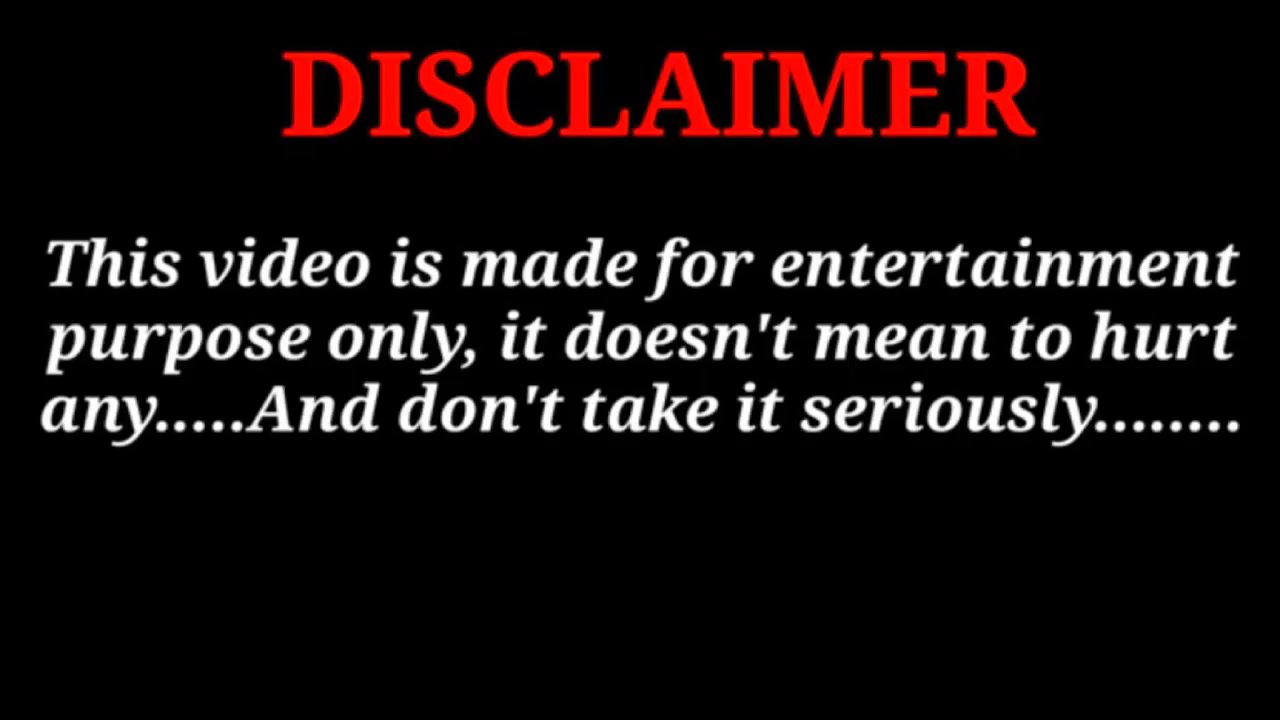 DISCLAIMER
This video is made for entertainment
purpose only, it doesn't mean to hurt
any.....And don't take it seriously........